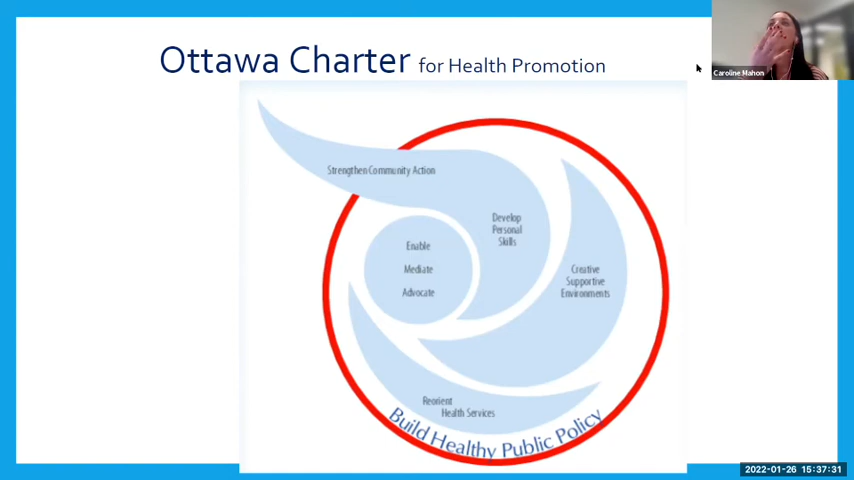 Ottawa Charter for Health Promotion
Caroline Mahon
Strengthen Community Action
Develop
Personal
Skills
Enable
Mediate
Advocate
Creative
Supportive
Environments
Reorient
Health Services
Build Healthy Public Policy
2022-01-26 15:37:31